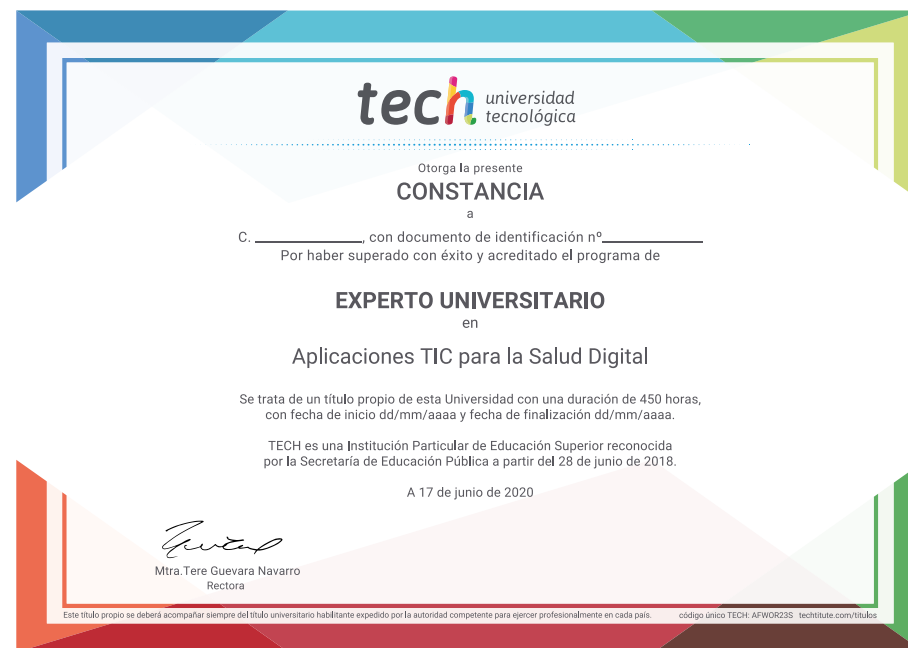 tech universidad
tecnológica
Otorga la presente
CONSTANCIA
a
C. ____________, con documento de identificación nº____________
Por haber superado con éxito y acreditado el programa de
EXPERTO UNIVERSITARIO
en
Aplicaciones TIC para la Salud Digital
Se trata de un título propio de esta Universidad con una duración de 450 horas,
con fecha de inicio dd/mm/aaaa y fecha de finalización dd/mm/aaaa.
TECH es una Institución Particular de Educación Superior reconocida
por la Secretaría de Educación Pública a partir del 28 de junio de 2018.
A 17 de junio de 2020
Mtra.Tere Guevara Navarro
Rectora
Este título propio se deberá acompañar siempre del título universitario habilitante expedido por la autoridad competente para ejercer profesionalmente en cada país. código único TECH: AFWOR23S techtitute.com/titulos